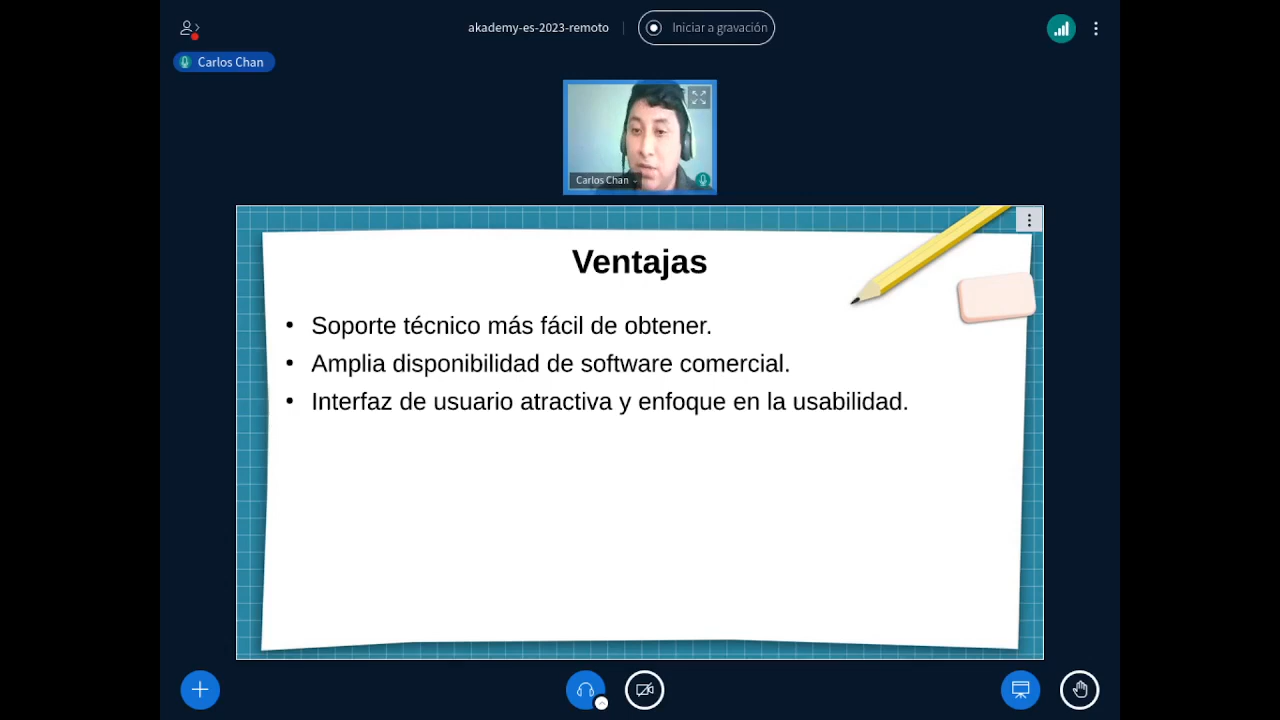 akademy-es-2023-remoto
Iniciar a gravación
Carlos Chan
Carlos Chan
Ventajas
• Soporte técnico más fácil de obtener.
• Amplia disponibilidad de software comercial.
• Interfaz de usuario atractiva y enfoque en la usabilidad.